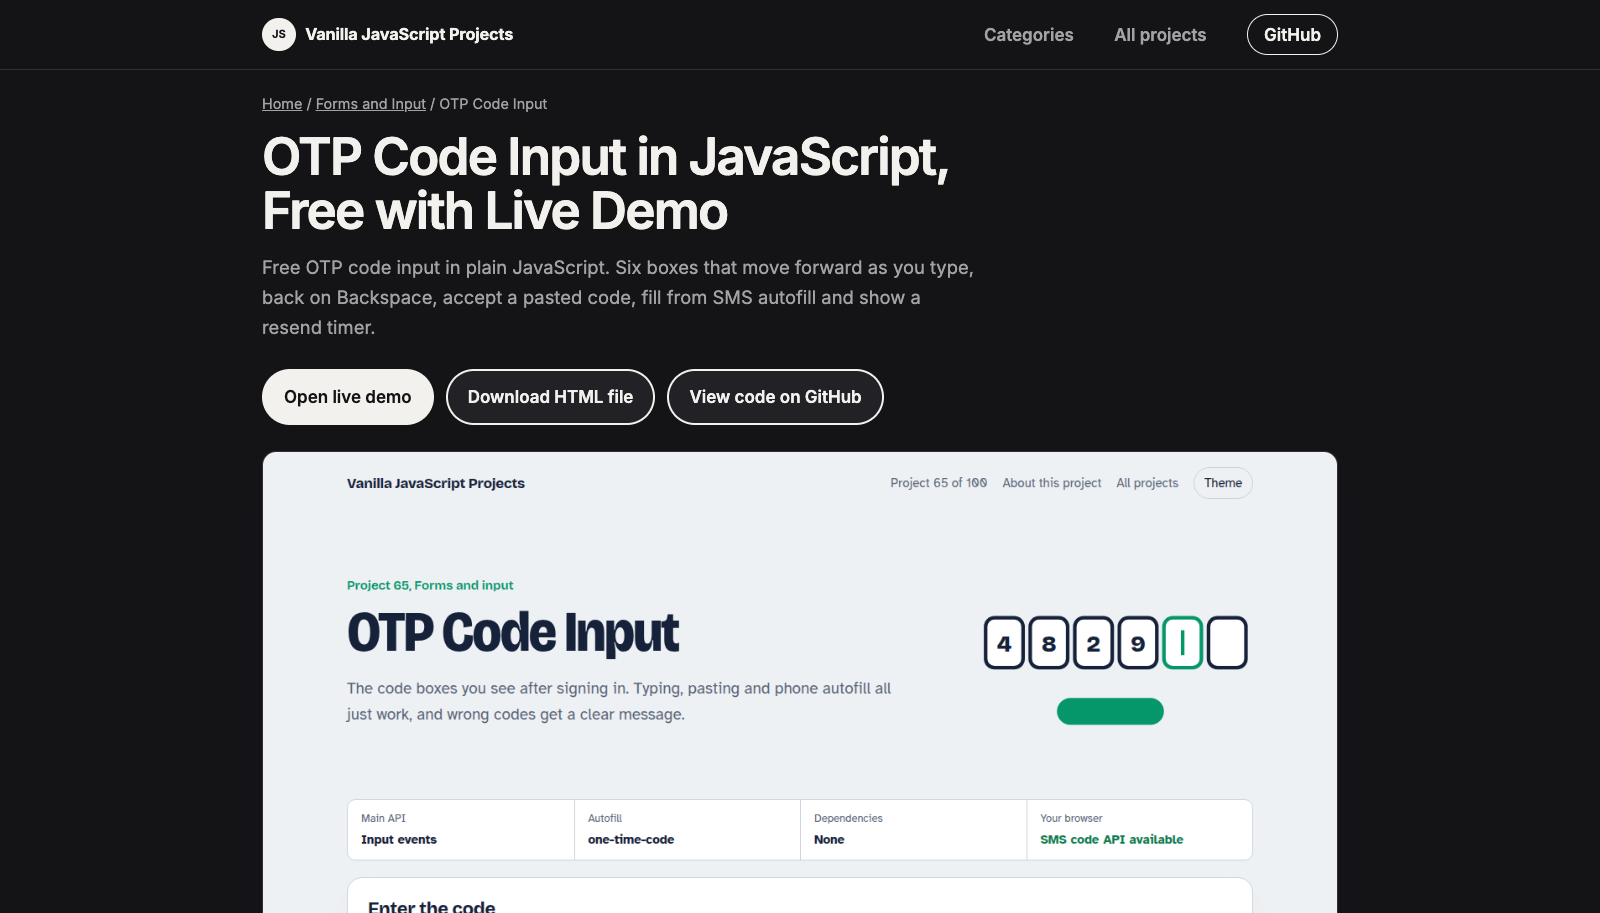 JS Vanilla JavaScript Projects Categories All projects GitHub
Home / Forms and Input / OTP Code Input
OTP Code Input in JavaScript,
Free with Live Demo
Free OTP code input in plain JavaScript. Six boxes that move forward as you type,
back on Backspace, accept a pasted code, fill from SMS autofill and show a
resend timer.
Open live demo Download HTML file View code on GitHub
Vanilla JavaScript Projects Project 65 of 100 About this project All projects Theme
Project 65, Forms and input
OTP Code Input
The code boxes you see after signing in. Typing, pasting and phone autofill all
just work, and wrong codes get a clear message.
4 8 2 9
Main API Autofill Dependencies Your browser
Input events one-time-code None SMS code API available
Enter the code